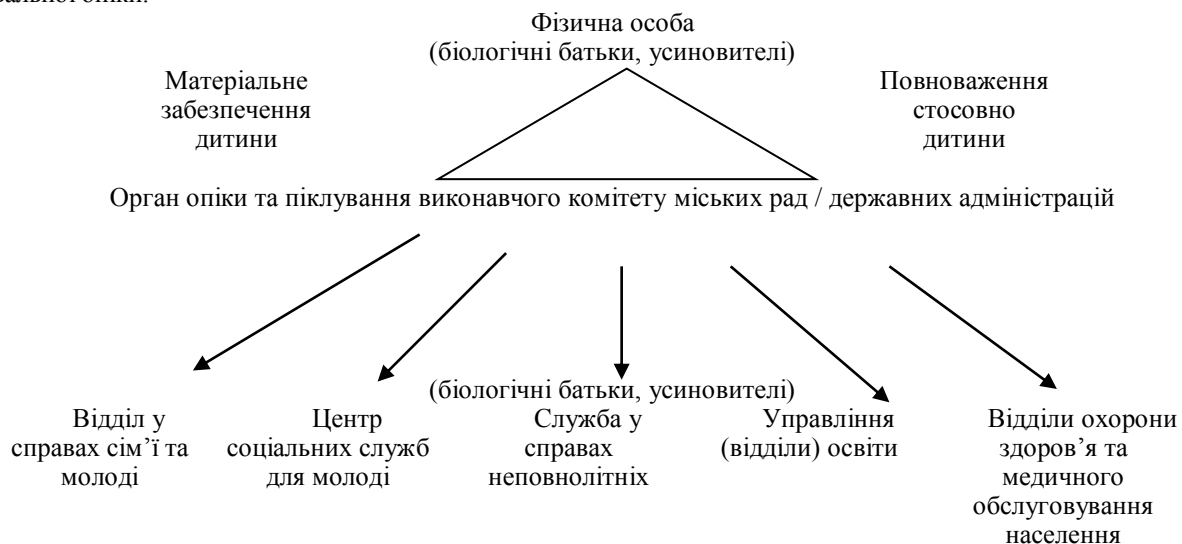 Фізична особа
(біологічні батьки, усиновителі)
Матеріальне
забезпечення
дитини
Повноваження
стосовно
дитини
Орган опіки та піклування виконавчого комітету міських рад / державних адміністрацій
(біологічні батьки, усиновителі)
Відділ у
справах сім’ї та
молоді
Центр
соціальних служб
для молоді
Служба у
справах
неповнолітніх
Управління
(відділи) освіти
Відділи охорони
здоров’я та
медичного
обслуговування
населення